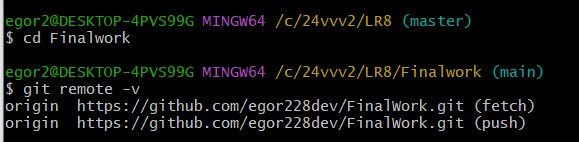 egor2@DESKTOP-4PVS99G MINGW64 /c/24vvv2/LR8 (master)
$ cd Finalwork
egor2@DESKTOP-4PVS99G MINGW64 /c/24vvv2/LR8/Finalwork (main)
$ git remote -v
origin  https://github.com/egor228dev/FinalWork.git (fetch)
origin  https://github.com/egor228dev/FinalWork.git (push)